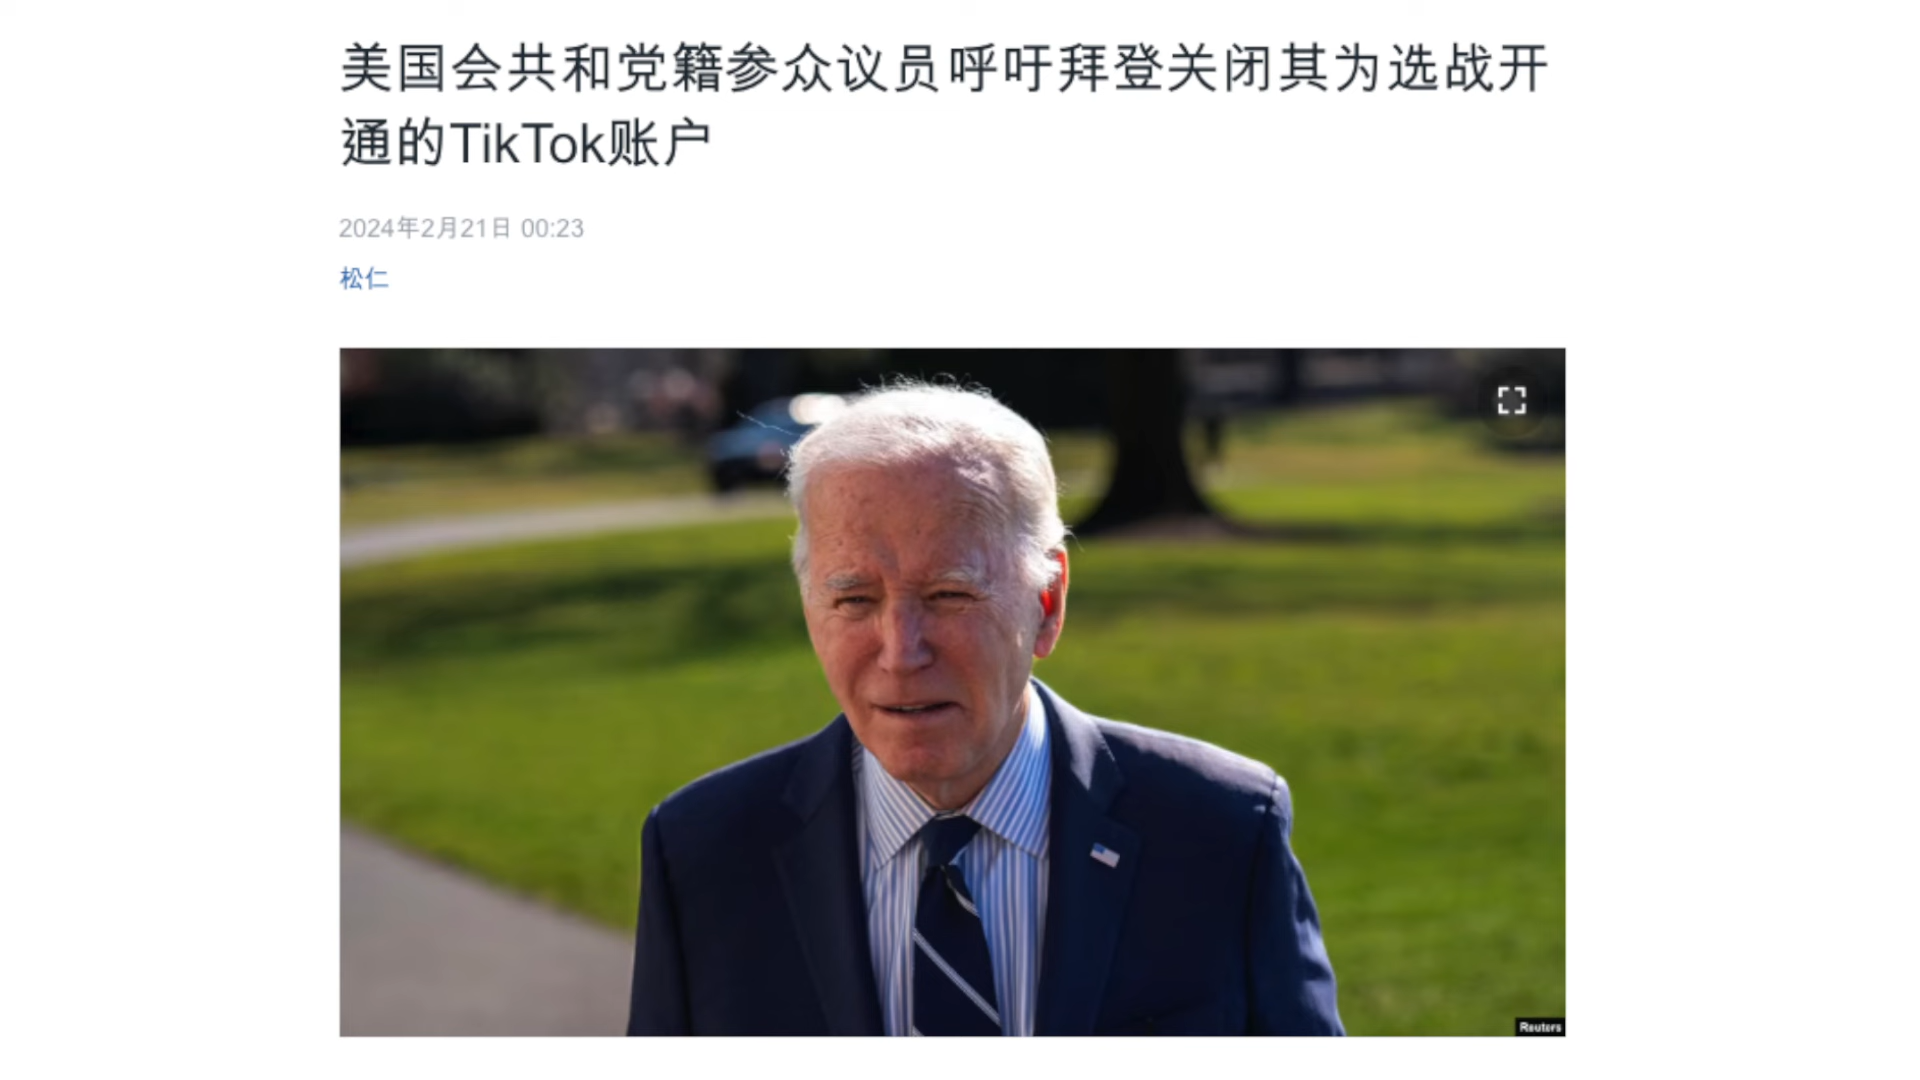 美国会共和党籍参众议员呼吁拜登关闭其为选战开
通的TikTok账户
2024年2月21日 00:23
松仁
Reuters